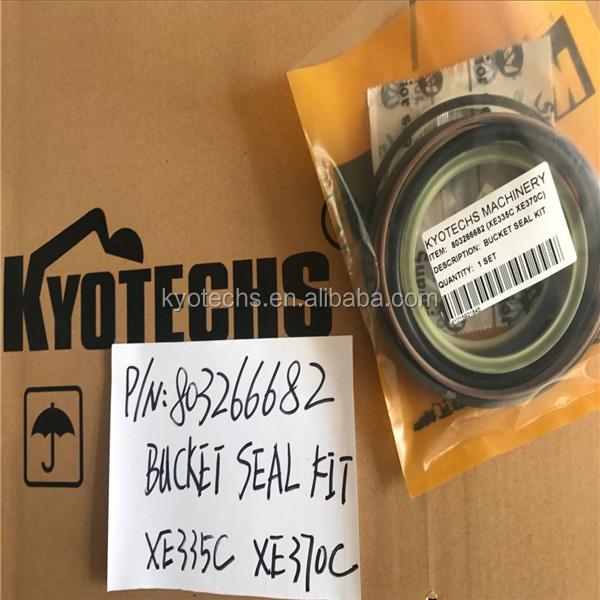 KYOTECHS
kyotechs.en.alibaba.com
KYOTECHS MACHINERY
ITEM: 803266682 (XE335C XE370C)
DESCRIPTION: BUCKET SEAL KIT
QUANTITY: 1 SET
P/N: 803266682
BUCKET SEAL KIT
XE335C XE370C